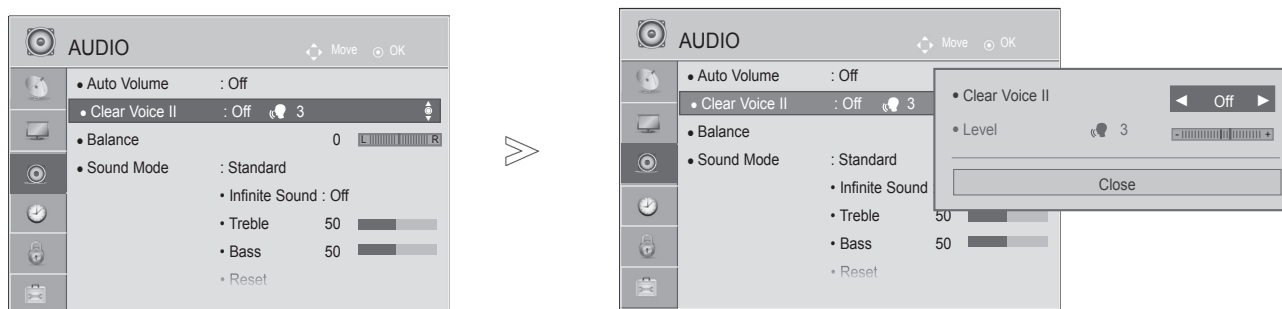 AUDIO
Move OK
• Auto Volume : Off
• Clear Voice II : Off 3
• Balance 0 L R
• Sound Mode : Standard
• Infinite Sound : Off
• Treble 50
• Bass 50
• Reset
AUDIO
Move OK
• Auto Volume : Off
• Clear Voice II : Off 3
• Balance
• Sound Mode : Standard
• Infinite Sound
• Treble 50
• Bass 50
• Reset
• Clear Voice II ◄ Off ►
• Level 3 - +
Close